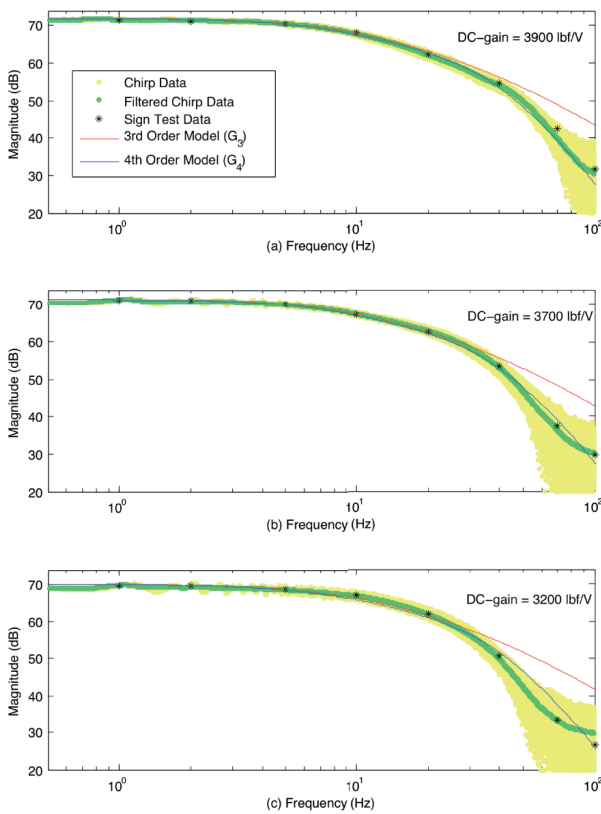 70
60
50
40
30
20
Magnitude (dB)
DC−gain = 3900 lbf/V
Chirp Data
Filtered Chirp Data
Sign Test Data
3rd Order Model (G3)
4th Order Model (G4)
10^0
10^1
10^2
(a) Frequency (Hz)
70
60
50
40
30
20
Magnitude (dB)
DC−gain = 3700 lbf/V
10^0
10^1
10^2
(b) Frequency (Hz)
70
60
50
40
30
20
Magnitude (dB)
DC−gain = 3200 lbf/V
10^0
10^1
10^2
(c) Frequency (Hz)